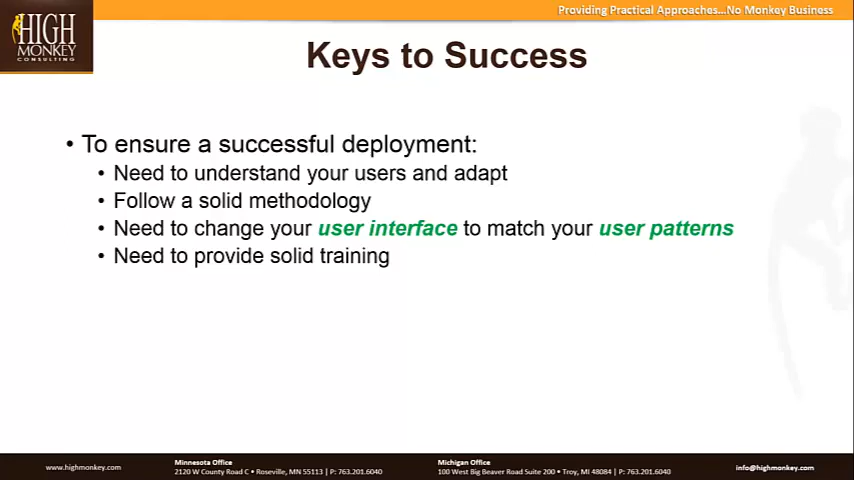 Providing Practical Approaches...No Monkey Business
HIGH
MONKEY
CONSULTING
Keys to Success
• To ensure a successful deployment:
• Need to understand your users and adapt
• Follow a solid methodology
• Need to change your user interface to match your user patterns
• Need to provide solid training
www.highmonkey.com
Minnesota Office
2120 W County Road C • Roseville, MN 55113 | P: 763.201.6040
Michigan Office
100 West Big Beaver Road Suite 200 • Troy, MI 48084 | P: 763.201.6040
info@highmonkey.com